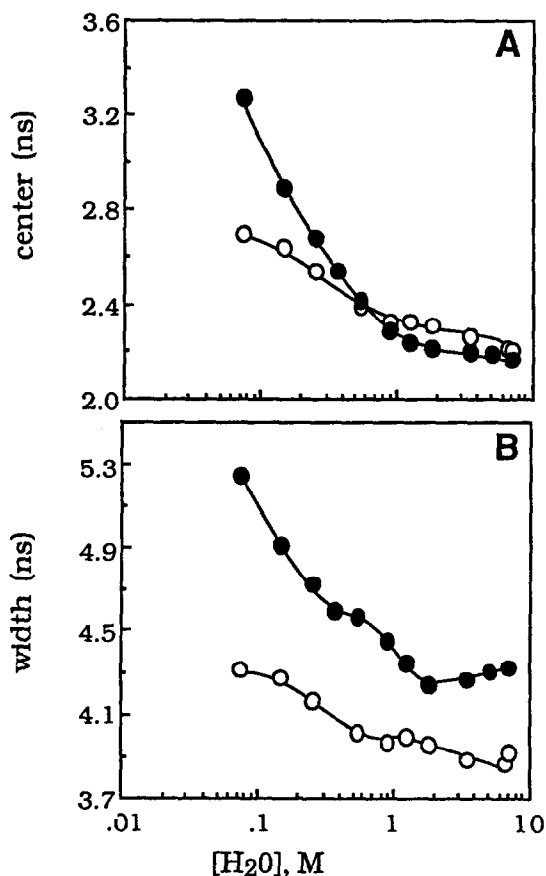 A
3.6
3.2
2.8
2.4
2.0
center (ns)
B
5.3
4.9
4.5
4.1
3.7
width (ns)
.01 .1 1 10
[H20], M